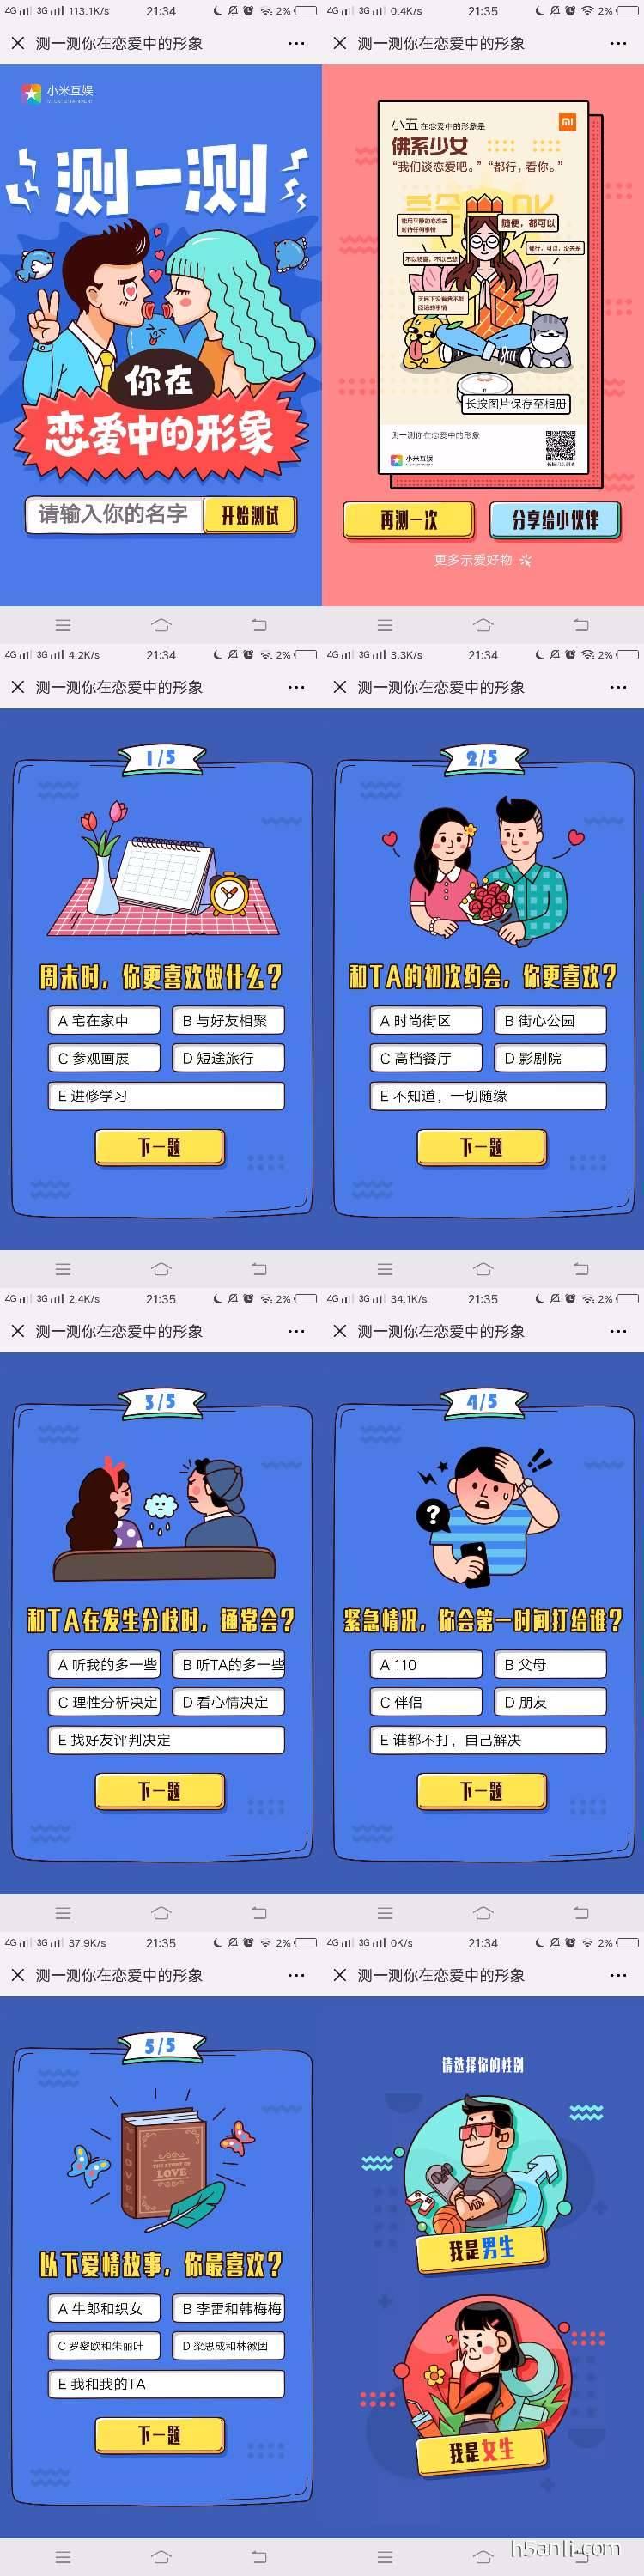 4G 3G 113.1K/s 21:34 2%
测一测你在恋爱中的形象
小米互娱
测一测
你在
恋爱中的形象
请输入你的名字 开始测试
4G 3G 0.4K/s 21:35 2%
测一测你在恋爱中的形象
小五 在恋爱中的形象是
佛系少女
“我们谈恋爱吧。”“都行，看你。”
随便，都可以
都行，可以，没关系
长按图片保存至相册
测一测你在恋爱中的形象
小米互娱
再测一次 分享给小伙伴
更多示爱好物
4G 3G 4.2K/s 21:34 2%
测一测你在恋爱中的形象
1/5
周末时，你更喜欢做什么?
A 宅在家中 B 与好友相聚
C 参观画展 D 短途旅行
E 进修学习
下一题
4G 3G 3.3K/s 21:34 2%
测一测你在恋爱中的形象
2/5
和TA的初次约会，你更喜欢?
A 时尚街区 B 街心公园
C 高档餐厅 D 影剧院
E 不知道，一切随缘
下一题
4G 3G 2.4K/s 21:35 2%
测一测你在恋爱中的形象
3/5
和TA在发生分歧时，通常会?
A 听我的多一些 B 听TA的多一些
C 理性分析决定 D 看心情决定
E 找好友评判决定
下一题
4G 3G 34.1K/s 21:35 2%
测一测你在恋爱中的形象
4/5
紧急情况，你会第一时间打给谁?
A 110 B 父母
C 伴侣 D 朋友
E 谁都不打，自己解决
下一题
4G 3G 37.9K/s 21:35 2%
测一测你在恋爱中的形象
5/5
LOVE
THE STORY OF
LOVE
以下爱情故事，你最喜欢?
A 牛郎和织女 B 李雷和韩梅梅
C 罗密欧和朱丽叶 D 梁思成和林徽因
E 我和我的TA
下一题
4G 3G 0K/s 21:34 2%
测一测你在恋爱中的形象
请选择你的性别
我是男生
我是女生
h5anli.com